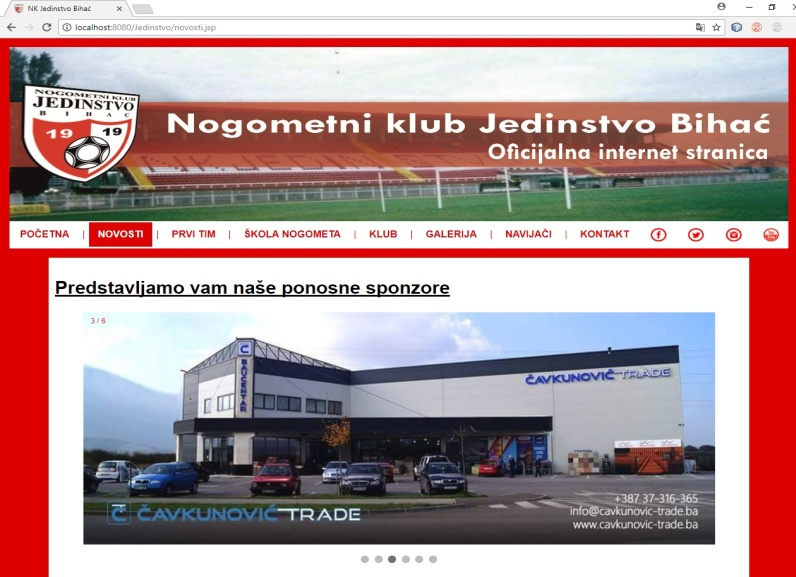 NK Jedinstvo Bihać
localhost:8080/Jedinstvo/novosti.jsp
NOGOMETNI KLUB
JEDINSTVO
BIHAĆ
19 19
Nogometni klub Jedinstvo Bihać
Oficijalna internet stranica
POČETNA | NOVOSTI | PRVI TIM | ŠKOLA NOGOMETA | KLUB | GALERIJA | NAVIJAČI | KONTAKT
Predstavljamo vam naše ponosne sponzore
3 / 6
BAUCENTAR
ČAVKUNOVIĆ TRADE
+387 37-316-365
info@cavkunovic-trade.ba
www.cavkunovic-trade.ba
ČAVKUNOVIĆ TRADE